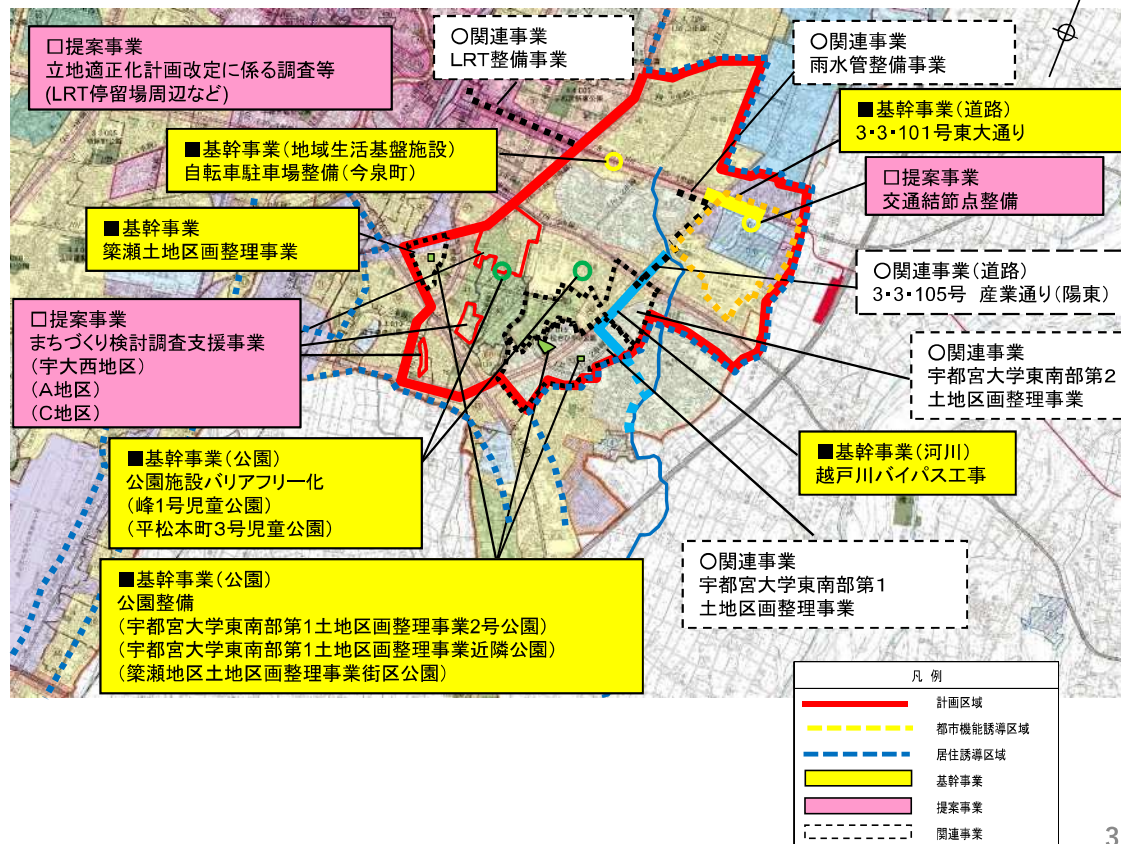 □提案事業
立地適正化計画改定に係る調査等
(LRT停留場周辺など)
○関連事業
LRT整備事業
○関連事業
雨水管整備事業
■基幹事業(道路)
3・3・101号東大通り
■基幹事業(地域生活基盤施設)
自転車駐車場整備(今泉町)
□提案事業
交通結節点整備
■基幹事業
簗瀬土地区画整理事業
○関連事業(道路)
3・3・105号 産業通り(陽東)
□提案事業
まちづくり検討調査支援事業
(宇大西地区)
(A地区)
(C地区)
○関連事業
宇都宮大学東南部第2
土地区画整理事業
■基幹事業(公園)
公園施設バリアフリー化
(峰1号児童公園)
(平松本町3号児童公園)
■基幹事業(河川)
越戸川バイパス工事
○関連事業
宇都宮大学東南部第1
土地区画整理事業
■基幹事業(公園)
公園整備
(宇都宮大学東南部第1土地区画整理事業2号公園)
(宇都宮大学東南部第1土地区画整理事業近隣公園)
(簗瀬地区土地区画整理事業街区公園)
凡 例
計画区域
都市機能誘導区域
居住誘導区域
基幹事業
提案事業
関連事業
3